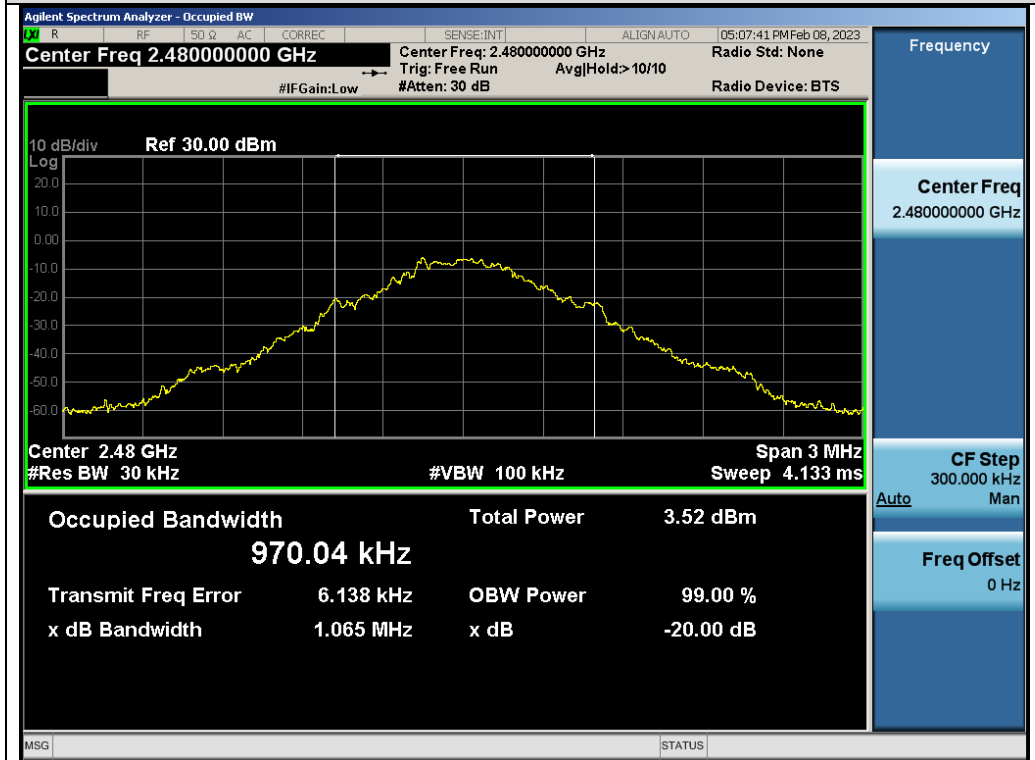 Agilent Spectrum Analyzer - Occupied BW
LXI R RF 50 Ω AC CORREC SENSE:INT ALIGN AUTO 05:07:41 PM Feb 08, 2023
Center Freq 2.480000000 GHz
Center Freq: 2.480000000 GHz
Radio Std: None
Trig: Free Run Avg|Hold:> 10/10
#IFGain:Low #Atten: 30 dB
Radio Device: BTS
10 dB/div Ref 30.00 dBm
Log
20.0
10.0
0.00
-10.0
-20.0
-30.0
-40.0
-50.0
-60.0
Center 2.48 GHz Span 3 MHz
#Res BW 30 kHz #VBW 100 kHz Sweep 4.133 ms
Occupied Bandwidth Total Power 3.52 dBm
970.04 kHz
Transmit Freq Error 6.138 kHz OBW Power 99.00 %
x dB Bandwidth 1.065 MHz x dB -20.00 dB
Frequency
Center Freq
2.480000000 GHz
CF Step
300.000 kHz
Auto Man
Freq Offset
0 Hz
MSG STATUS